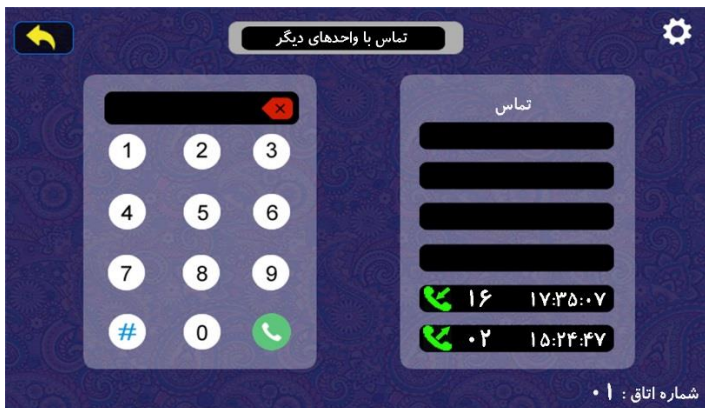 تماس با واحدهای دیگر
1 2 3
4 5 6
7 8 9
# 0
تماس
۱۶ ۱۷:۳۵:۰۷
۰۲ ۱۵:۲۴:۴۷
شماره اتاق : ۰۱